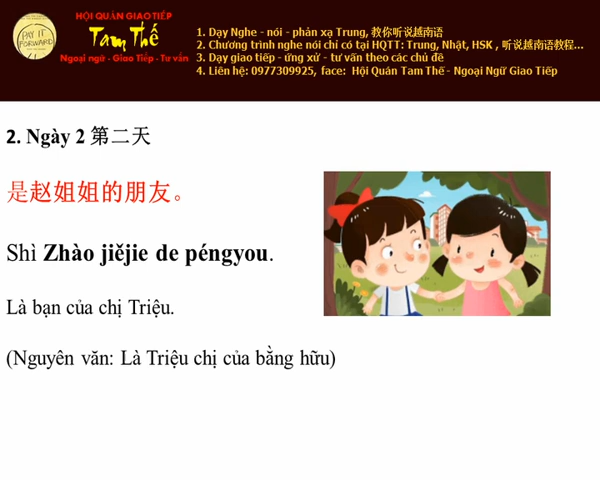 PAY IT
FORWARD
HỘI QUÁN GIAO TIẾP
Tam Thế
Ngoại ngữ - Giao Tiếp - Tư vấn
1. Dạy Nghe - nói - phản xạ Trung, 教你听说越南语
2. Chương trình nghe nói chỉ có tại HQTT: Trung, Nhật, HSK , 听说越南语教程...
3. Dạy giao tiếp - ứng xử - tư vấn theo các chủ đề
4. Liên hệ: 0977309925, face: Hội Quán Tam Thế - Ngoại Ngữ Giao Tiếp
2. Ngày 2 第二天
是赵姐姐的朋友。
Shì Zhào jiějie de péngyou.
Là bạn của chị Triệu.
(Nguyên văn: Là Triệu chị của bằng hữu)